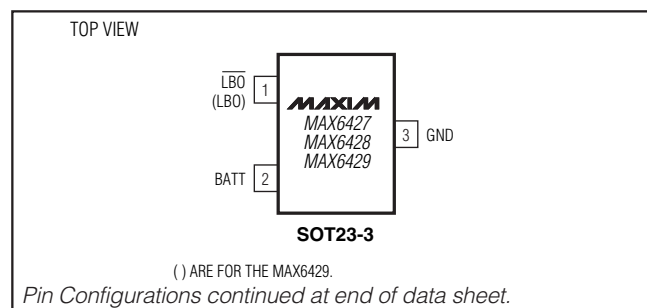 TOP VIEW
LBO
(LBO)
1
MAXIM
MAX6427
MAX6428
MAX6429
3 GND
BATT 2
SOT23-3
( ) ARE FOR THE MAX6429.
Pin Configurations continued at end of data sheet.